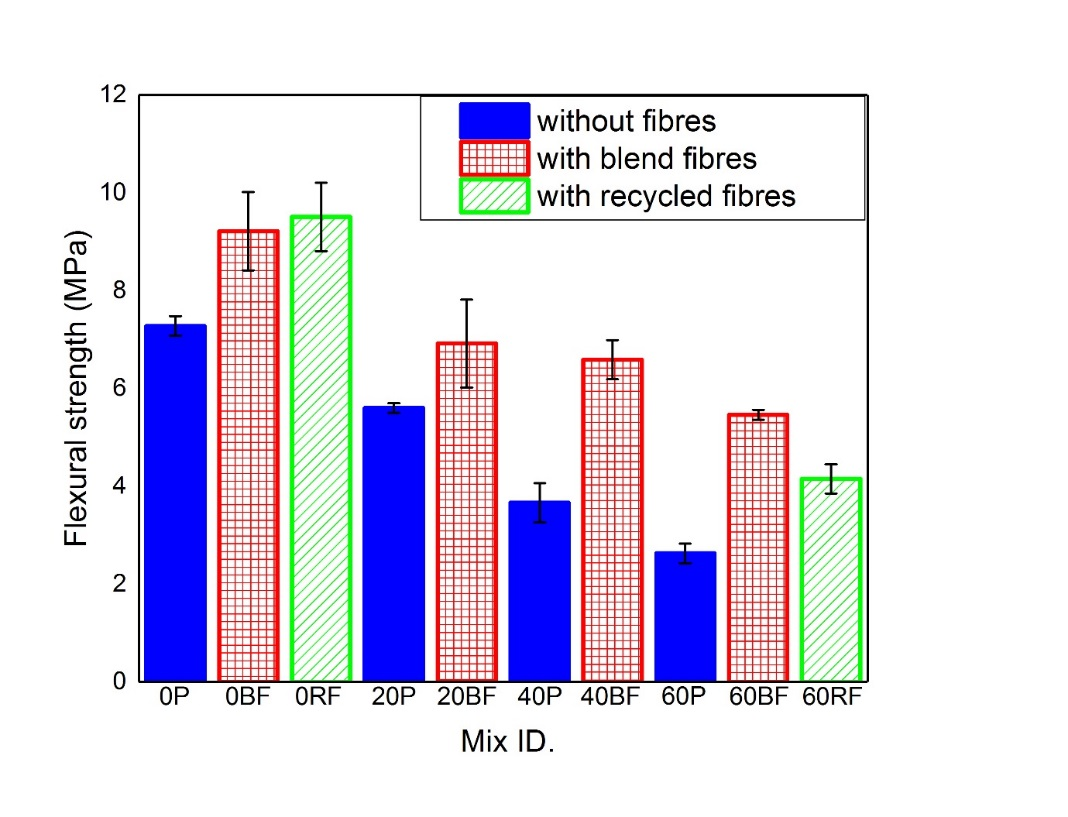 12
10
8
6
4
2
0
Flexural strength (MPa)
without fibres
with blend fibres
with recycled fibres
0P 0BF 0RF 20P 20BF 40P 40BF 60P 60BF 60RF
Mix ID.